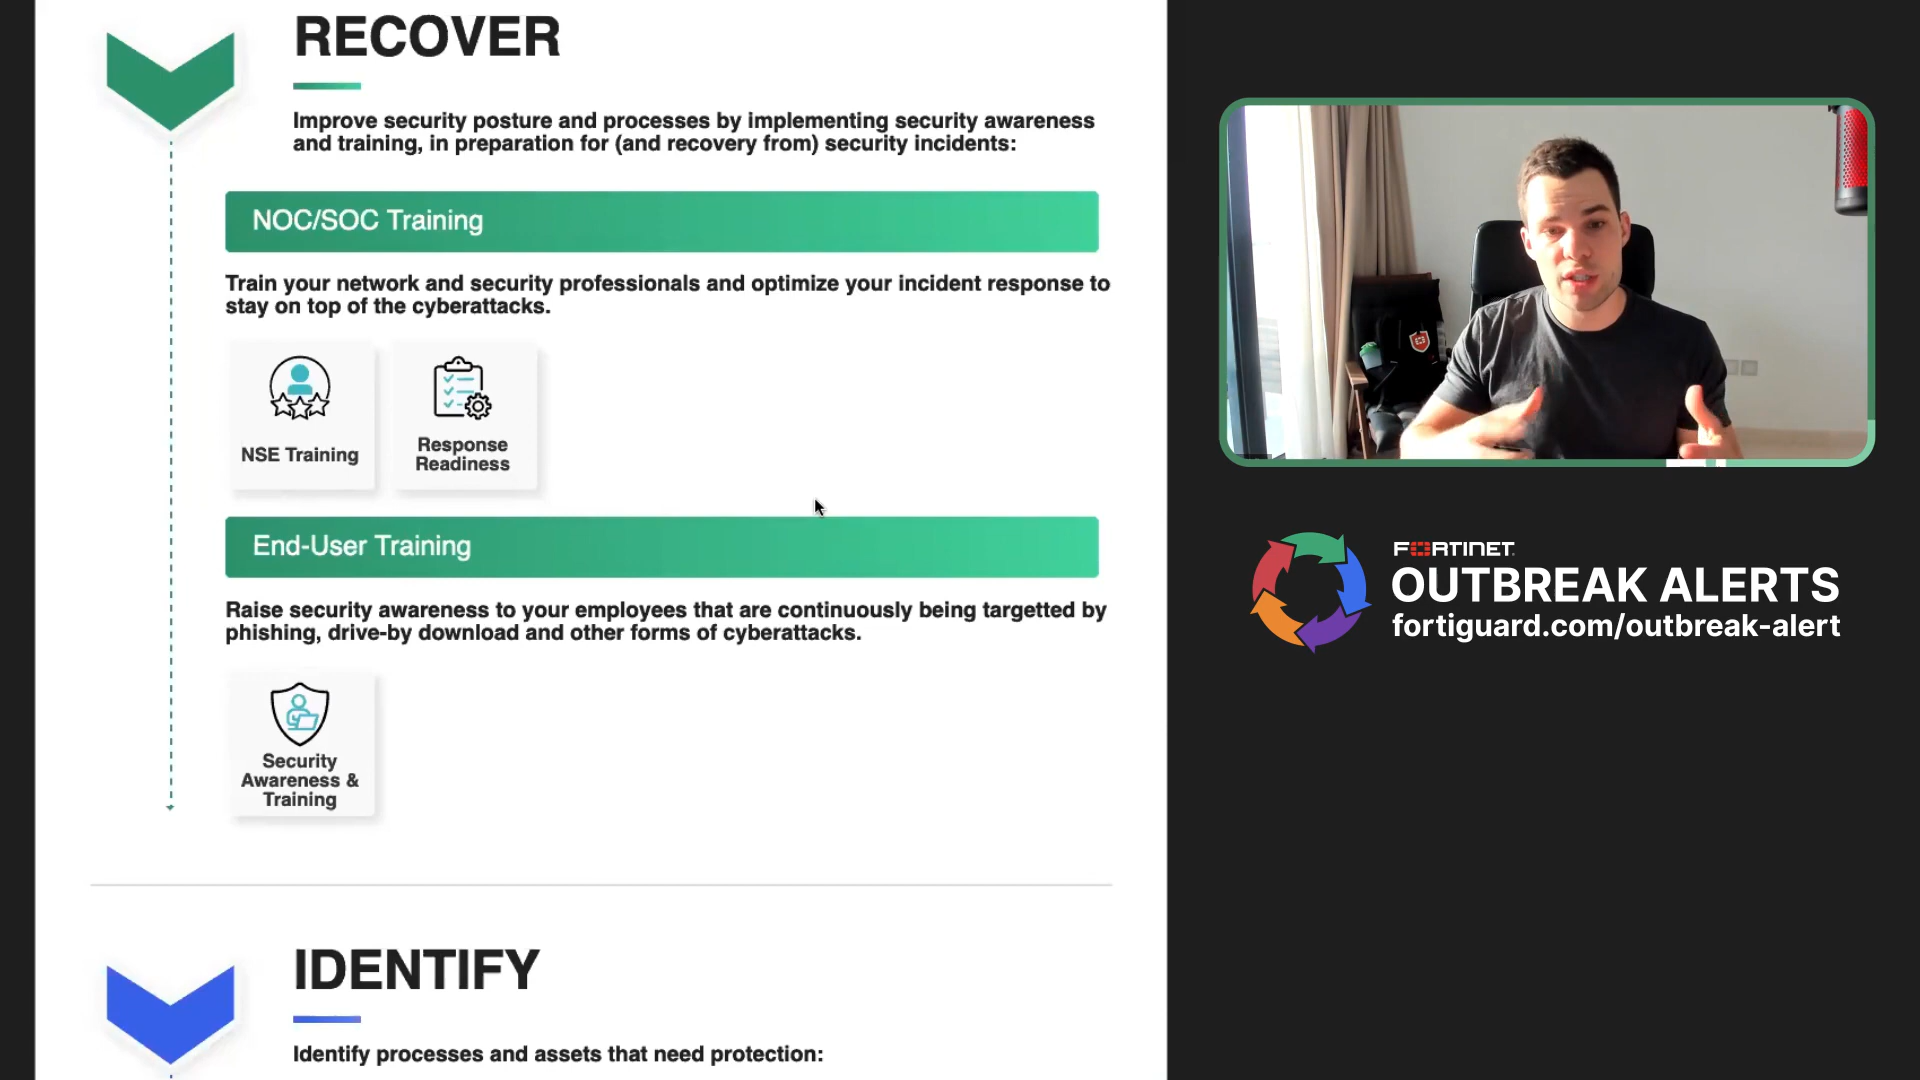 RECOVER
Improve security posture and processes by implementing security awareness
and training, in preparation for (and recovery from) security incidents:
NOC/SOC Training
Train your network and security professionals and optimize your incident response to
stay on top of the cyberattacks.
NSE Training
Response
Readiness
End-User Training
Raise security awareness to your employees that are continuously being targetted by
phishing, drive-by download and other forms of cyberattacks.
Security
Awareness &
Training
IDENTIFY
Identify processes and assets that need protection:
FORTINET
OUTBREAK ALERTS
fortiguard.com/outbreak-alert